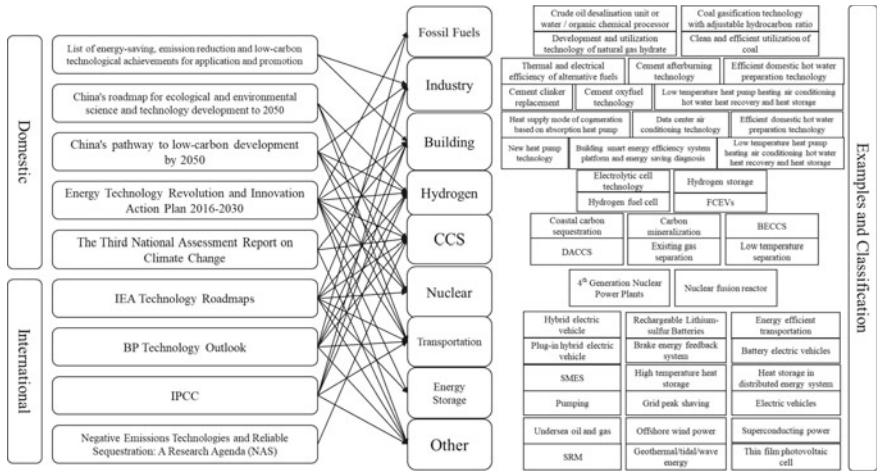 Domestic
List of energy-saving, emission reduction and low-carbon
technological achievements for application and promotion
China's roadmap for ecological and environmental
science and technology development to 2050
China's pathway to low-carbon development
by 2050
Energy Technology Revolution and Innovation
Action Plan 2016-2030
The Third National Assessment Report on
Climate Change
International
IEA Technology Roadmaps
BP Technology Outlook
IPCC
Negative Emissions Technologies and Reliable
Sequestration: A Research Agenda (NAS)
Fossil Fuels
Industry
Building
Hydrogen
CCS
Nuclear
Transportation
Energy
Storage
Other
Crude oil desalination unit or
water / organic chemical processor
Coal gasification technology
with adjustable hydrocarbon ratio
Development and utilization
technology of natural gas hydrate
Clean and efficient utilization of
coal
Thermal and electrical
efficiency of alternative fuels
Cement afterburning
technology
Efficient domestic hot water
preparation technology
Cement clinker
replacement
Cement oxyfuel
technology
Low temperature heat pump heating air conditioning
hot water heat recovery and heat storage
Heat supply mode of cogeneration
based on absorption heat pump
Data center air
conditioning technology
Efficient domestic hot water
preparation technology
New heat pump
technology
Building smart energy efficiency system
platform and energy saving diagnosis
Low temperature heat pump
heating air conditioning hot water
heat recovery and heat storage
Electrolytic cell
technology
Hydrogen storage
Hydrogen fuel cell
FCEVs
Coastal carbon
sequestration
Carbon
mineralization
BECCS
DACCS
Existing gas
separation
Low temperature
separation
4th Generation Nuclear
Power Plants
Nuclear fusion reactor
Hybrid electric
vehicle
Rechargeable Lithium-
sulfur Batteries
Energy efficient
transportation
Plug-in hybrid electric
vehicle
Brake energy feedback
system
Battery electric vehicles
SMES
High temperature heat
storage
Heat storage in
distributed energy system
Pumping
Grid peak shaving
Electric vehicles
Undersea oil and gas
Offshore wind power
Superconducting power
SRM
Geothermal/tidal/wave
energy
Thin film photovoltaic
cell
Examples and Classification